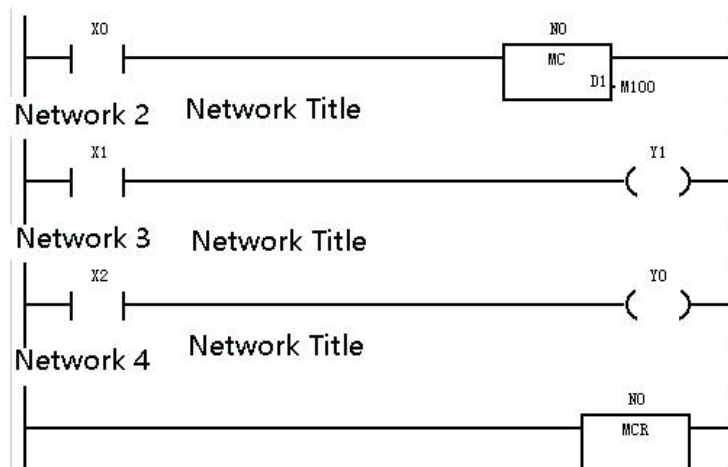 X0 N0
MC
D1 M100
Network 2 Network Title
X1 Y1
Network 3 Network Title
X2 Y0
Network 4 Network Title
N0
MCR